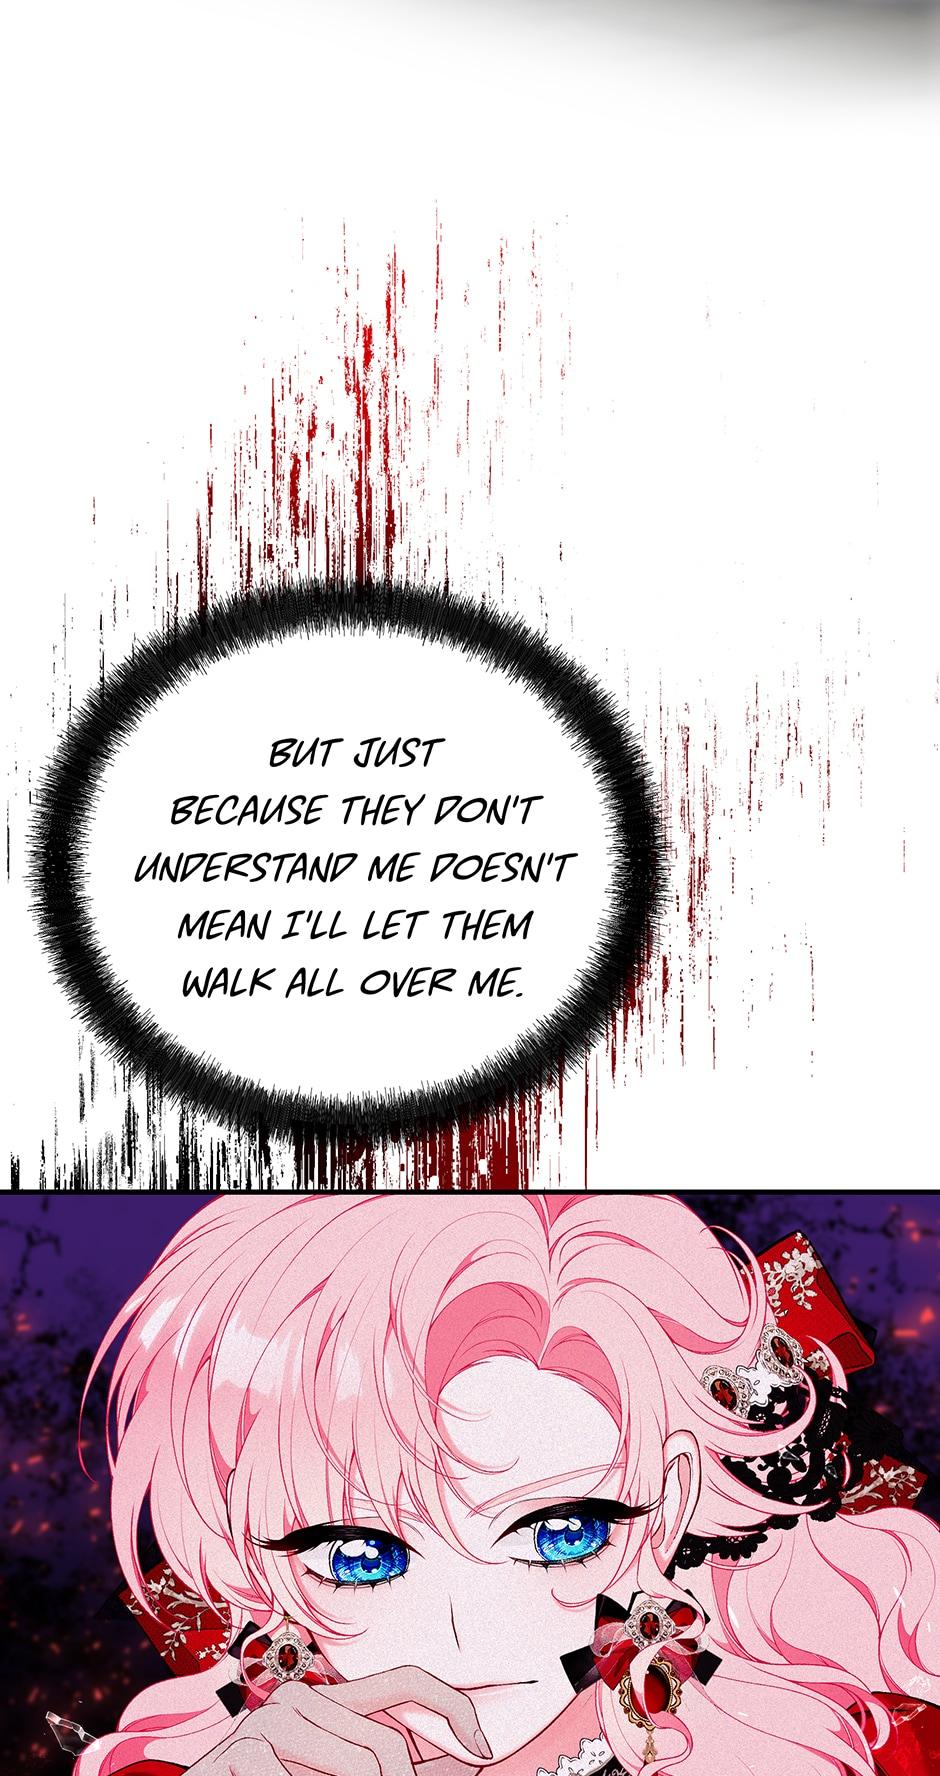 BUT JUST
BECAUSE THEY DON'T
UNDERSTAND ME DOESN'T
MEAN I'LL LET THEM
WALK ALL OVER ME.